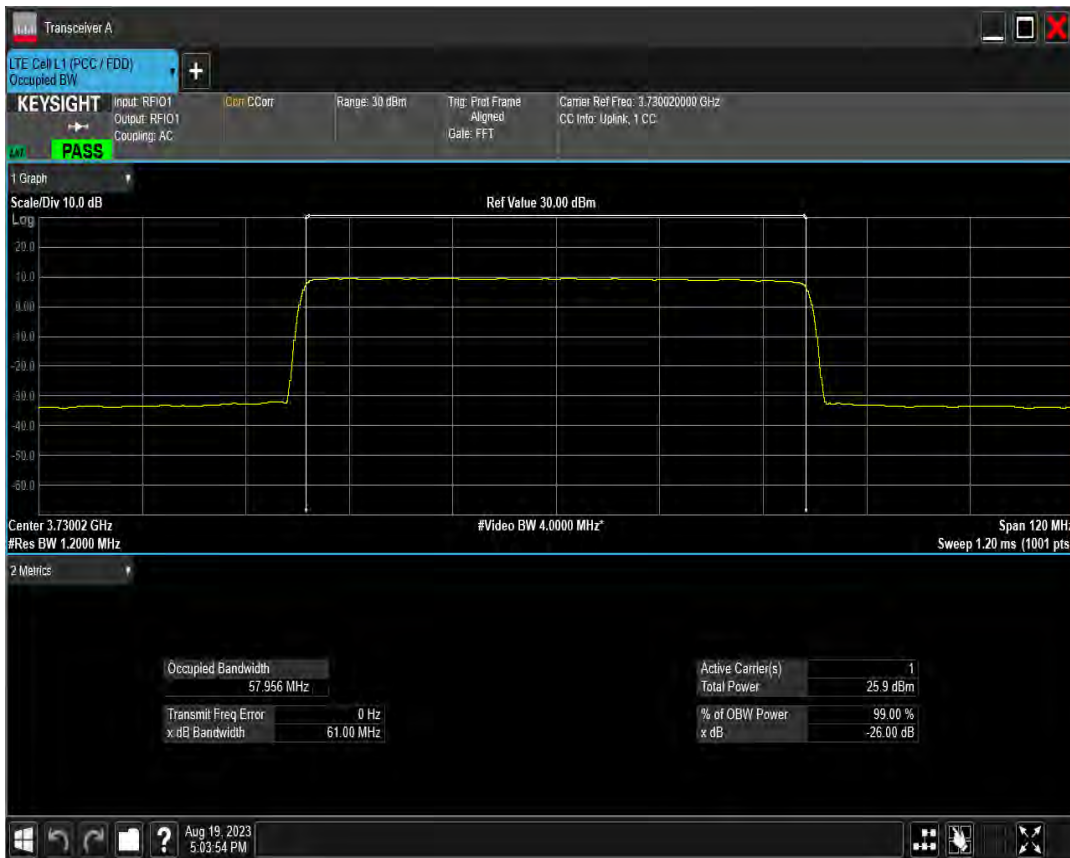 Transceiver A
LTE Cell L1 (PCC / FDD)
Occupied BW
+
KEYSIGHT
Input: RFIO1
Output: RFIO1
Coupling: AC
Corr CCorr
Range: 30 dBm
Trig: Prot Frame
Aligned
Gate: FFT
Carrier Ref Freq: 3.730020000 GHz
CC Info: Uplink, 1 CC
PASS
1 Graph
Scale/Div 10.0 dB
Ref Value 30.00 dBm
Log
20.0
10.0
0.00
-10.0
-20.0
-30.0
-40.0
-50.0
-60.0
Center 3.73002 GHz
#Video BW 4.0000 MHz*
Span 120 MHz
#Res BW 1.2000 MHz
Sweep 1.20 ms (1001 pts
2 Metrics
Occupied Bandwidth
57.956 MHz
Transmit Freq Error 0 Hz
x dB Bandwidth 61.00 MHz
Active Carrier(s) 1
Total Power 25.9 dBm
% of OBW Power 99.00 %
x dB -26.00 dB
?
Aug 19, 2023
5:03:54 PM